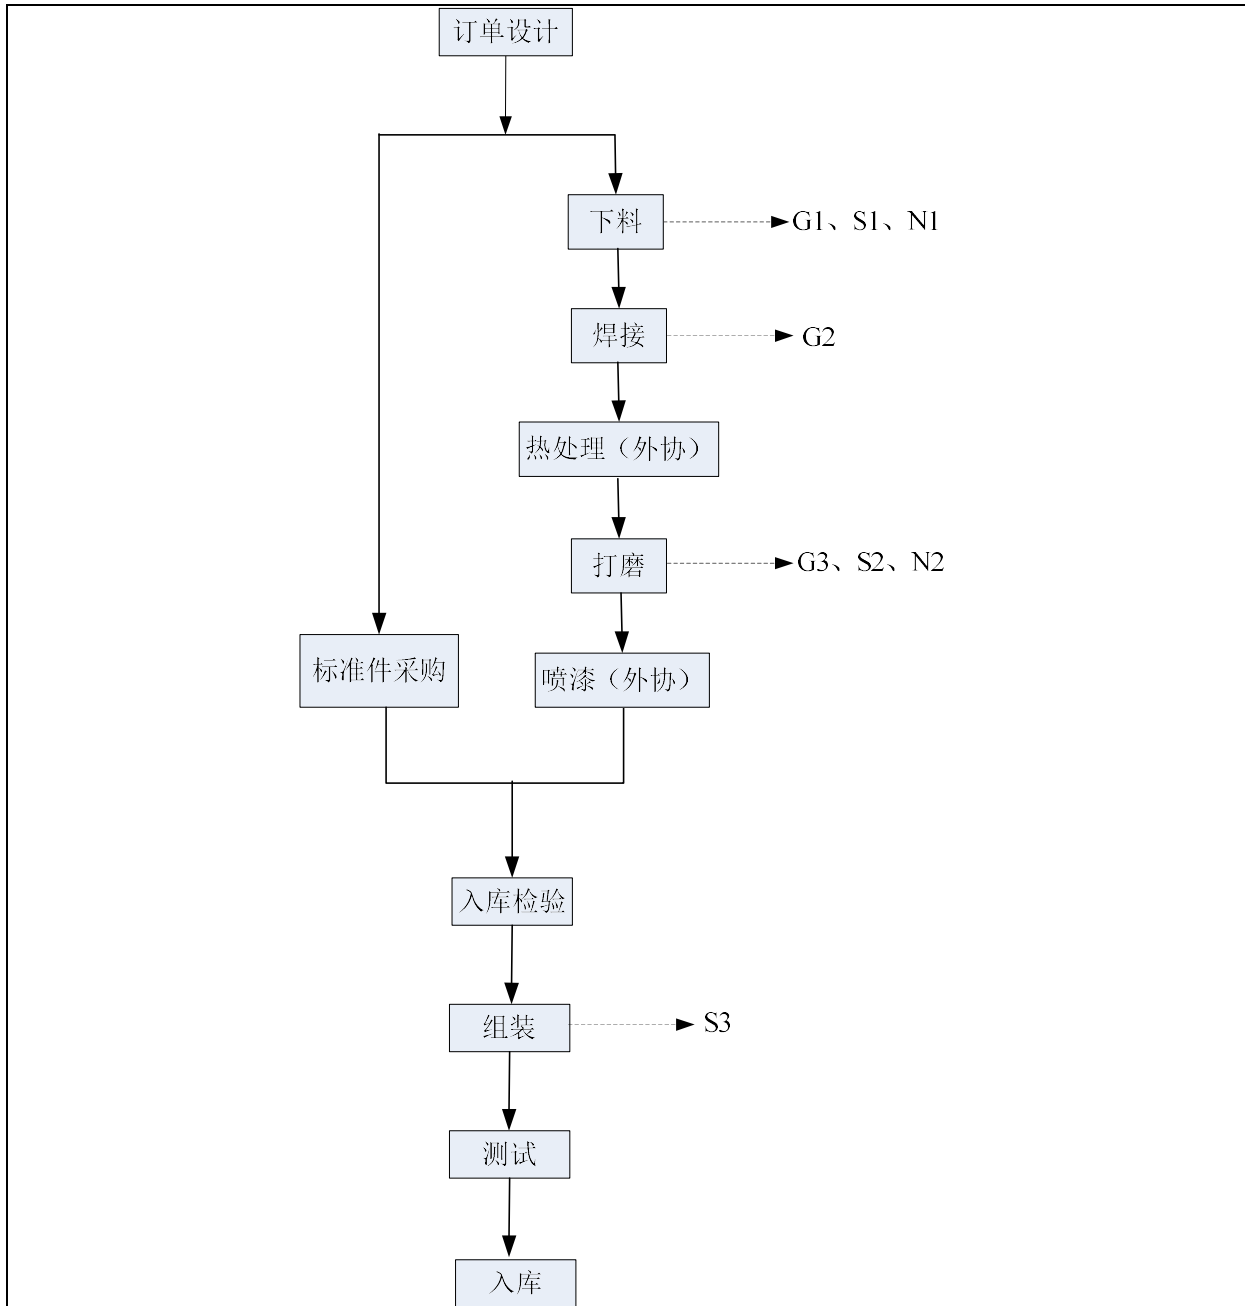 订单设计
下料
G1、S1、N1
焊接
G2
热处理（外协）
打磨
G3、S2、N2
标准件采购
喷漆（外协）
入库检验
组装
S3
测试
入库